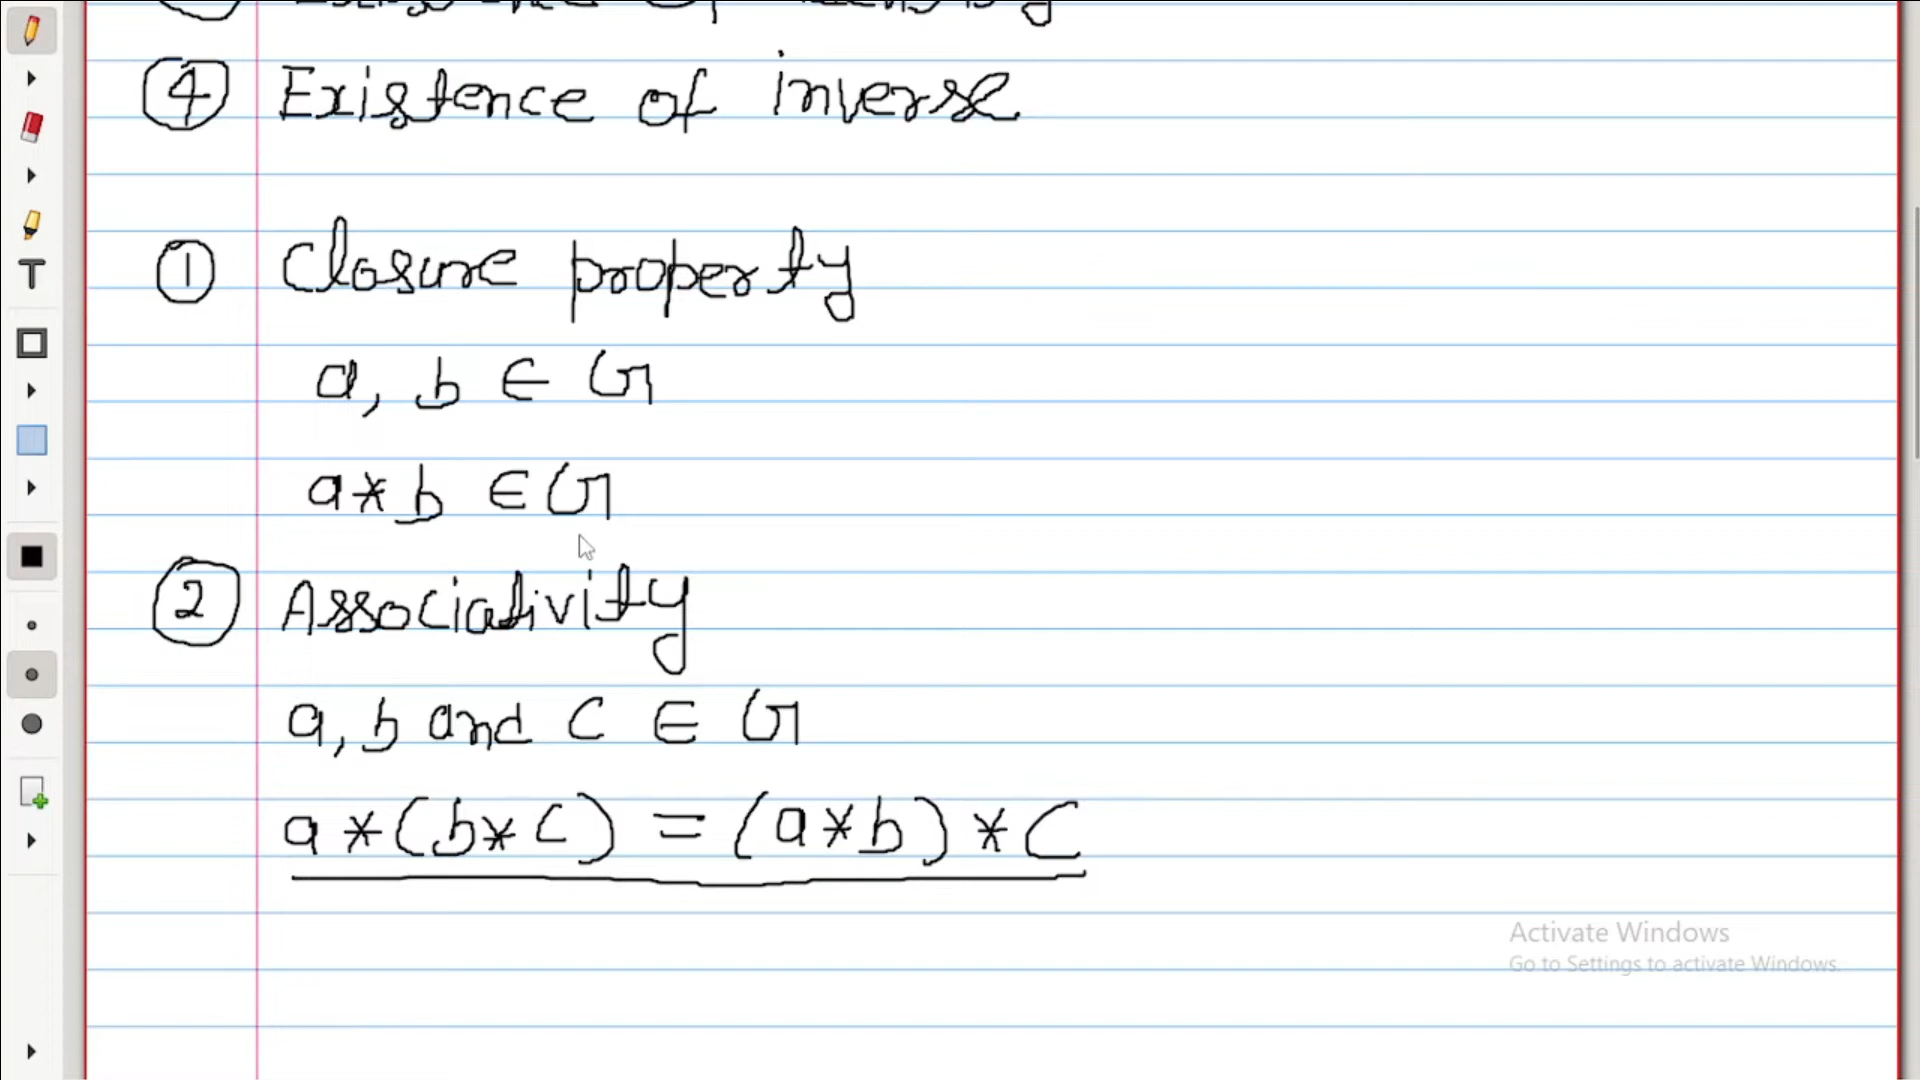 ④ Existence of inverse
① Closure property
a, b ∈ G
a * b ∈ G
② Associativity
a, b and c ∈ G
a * (b * c) = (a * b) * c
T
Activate Windows
Go to Settings to activate Windows.